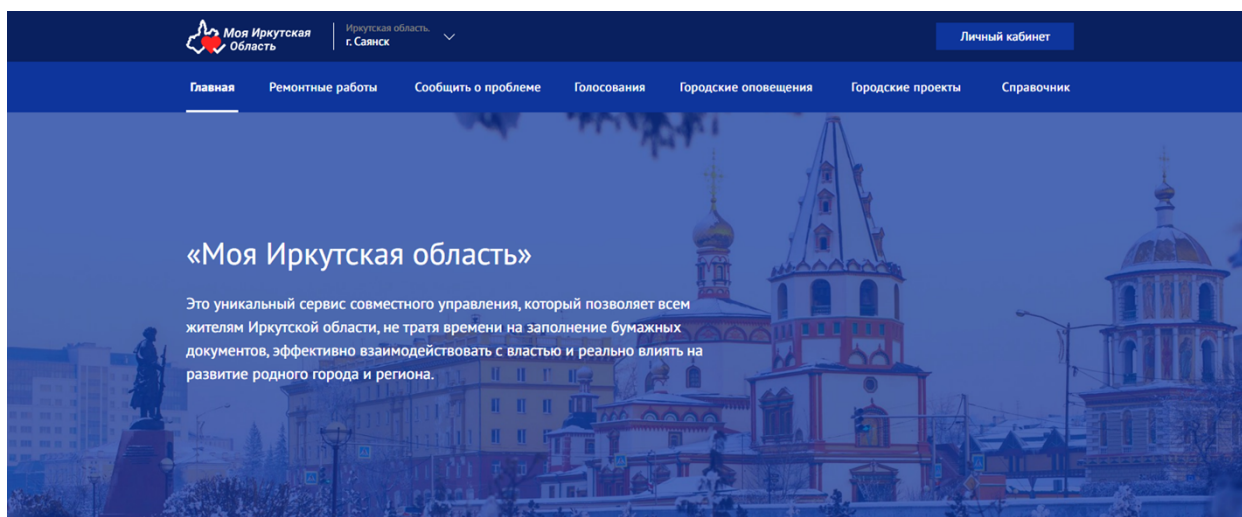 Моя Иркутская
Область
Иркутская область.
г. Саянск
Личный кабинет
Главная Ремонтные работы Сообщить о проблеме Голосования Городские оповещения Городские проекты Справочник
«Моя Иркутская область»
Это уникальный сервис совместного управления, который позволяет всем
жителям Иркутской области, не тратя времени на заполнение бумажных
документов, эффективно взаимодействовать с властью и реально влиять на
развитие родного города и региона.